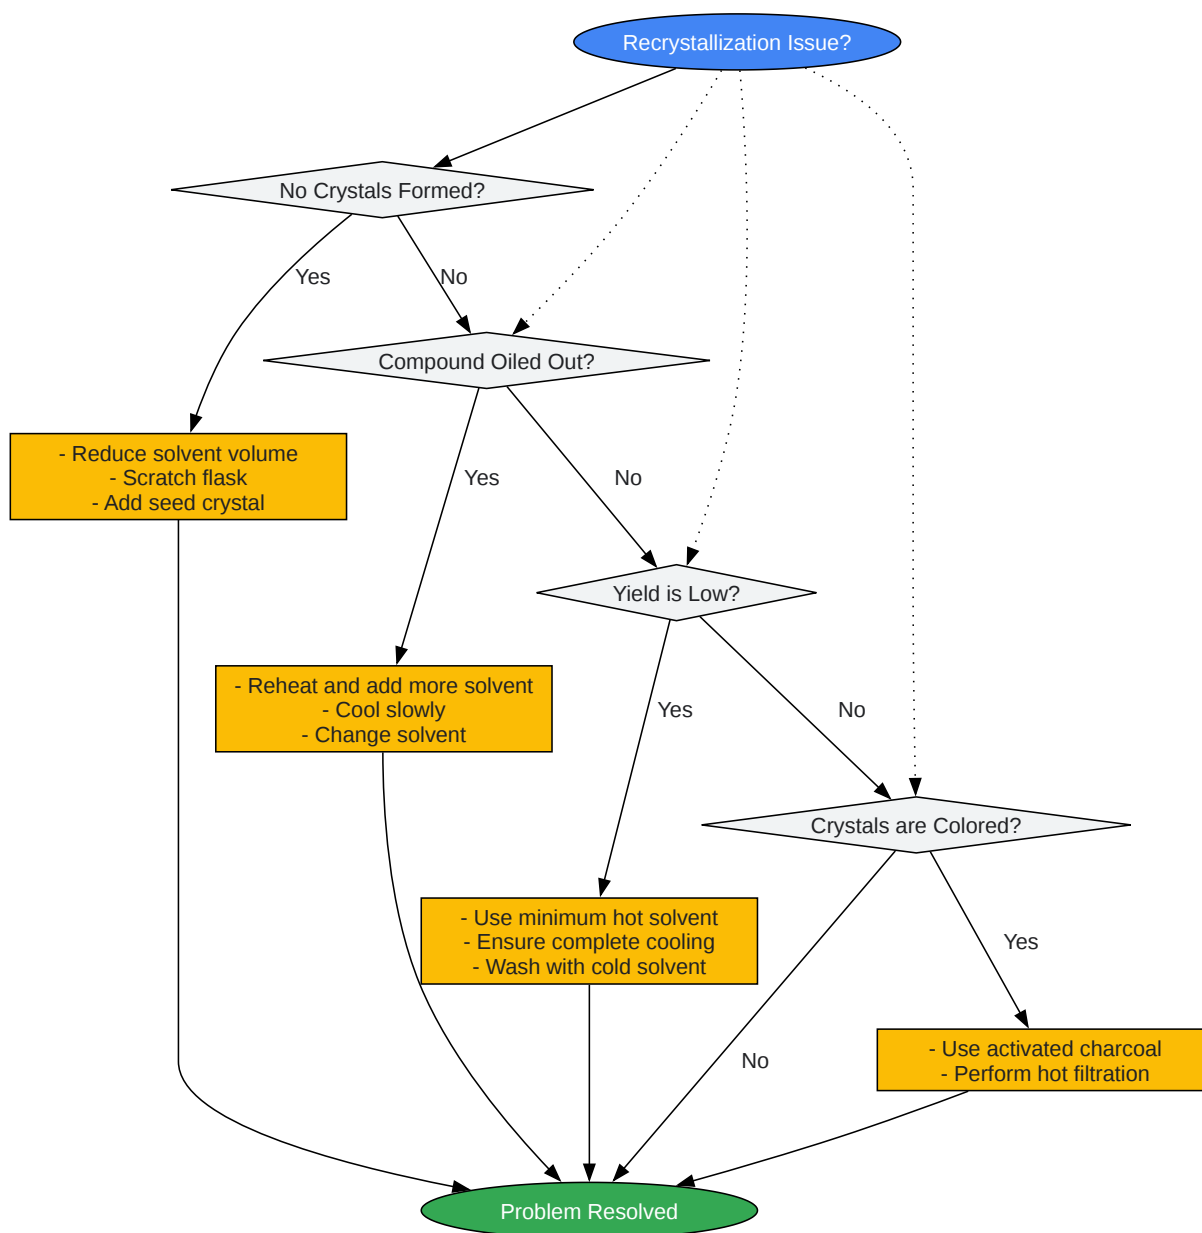 Recrystallization Issue?
No Crystals Formed?
Yes
No
Compound Oiled Out?
- Reduce solvent volume
- Scratch flask
- Add seed crystal
Yes
No
Yield is Low?
- Reheat and add more solvent
- Cool slowly
- Change solvent
Yes
No
Crystals are Colored?
- Use minimum hot solvent
- Ensure complete cooling
- Wash with cold solvent
Yes
No
- Use activated charcoal
- Perform hot filtration
Problem Resolved